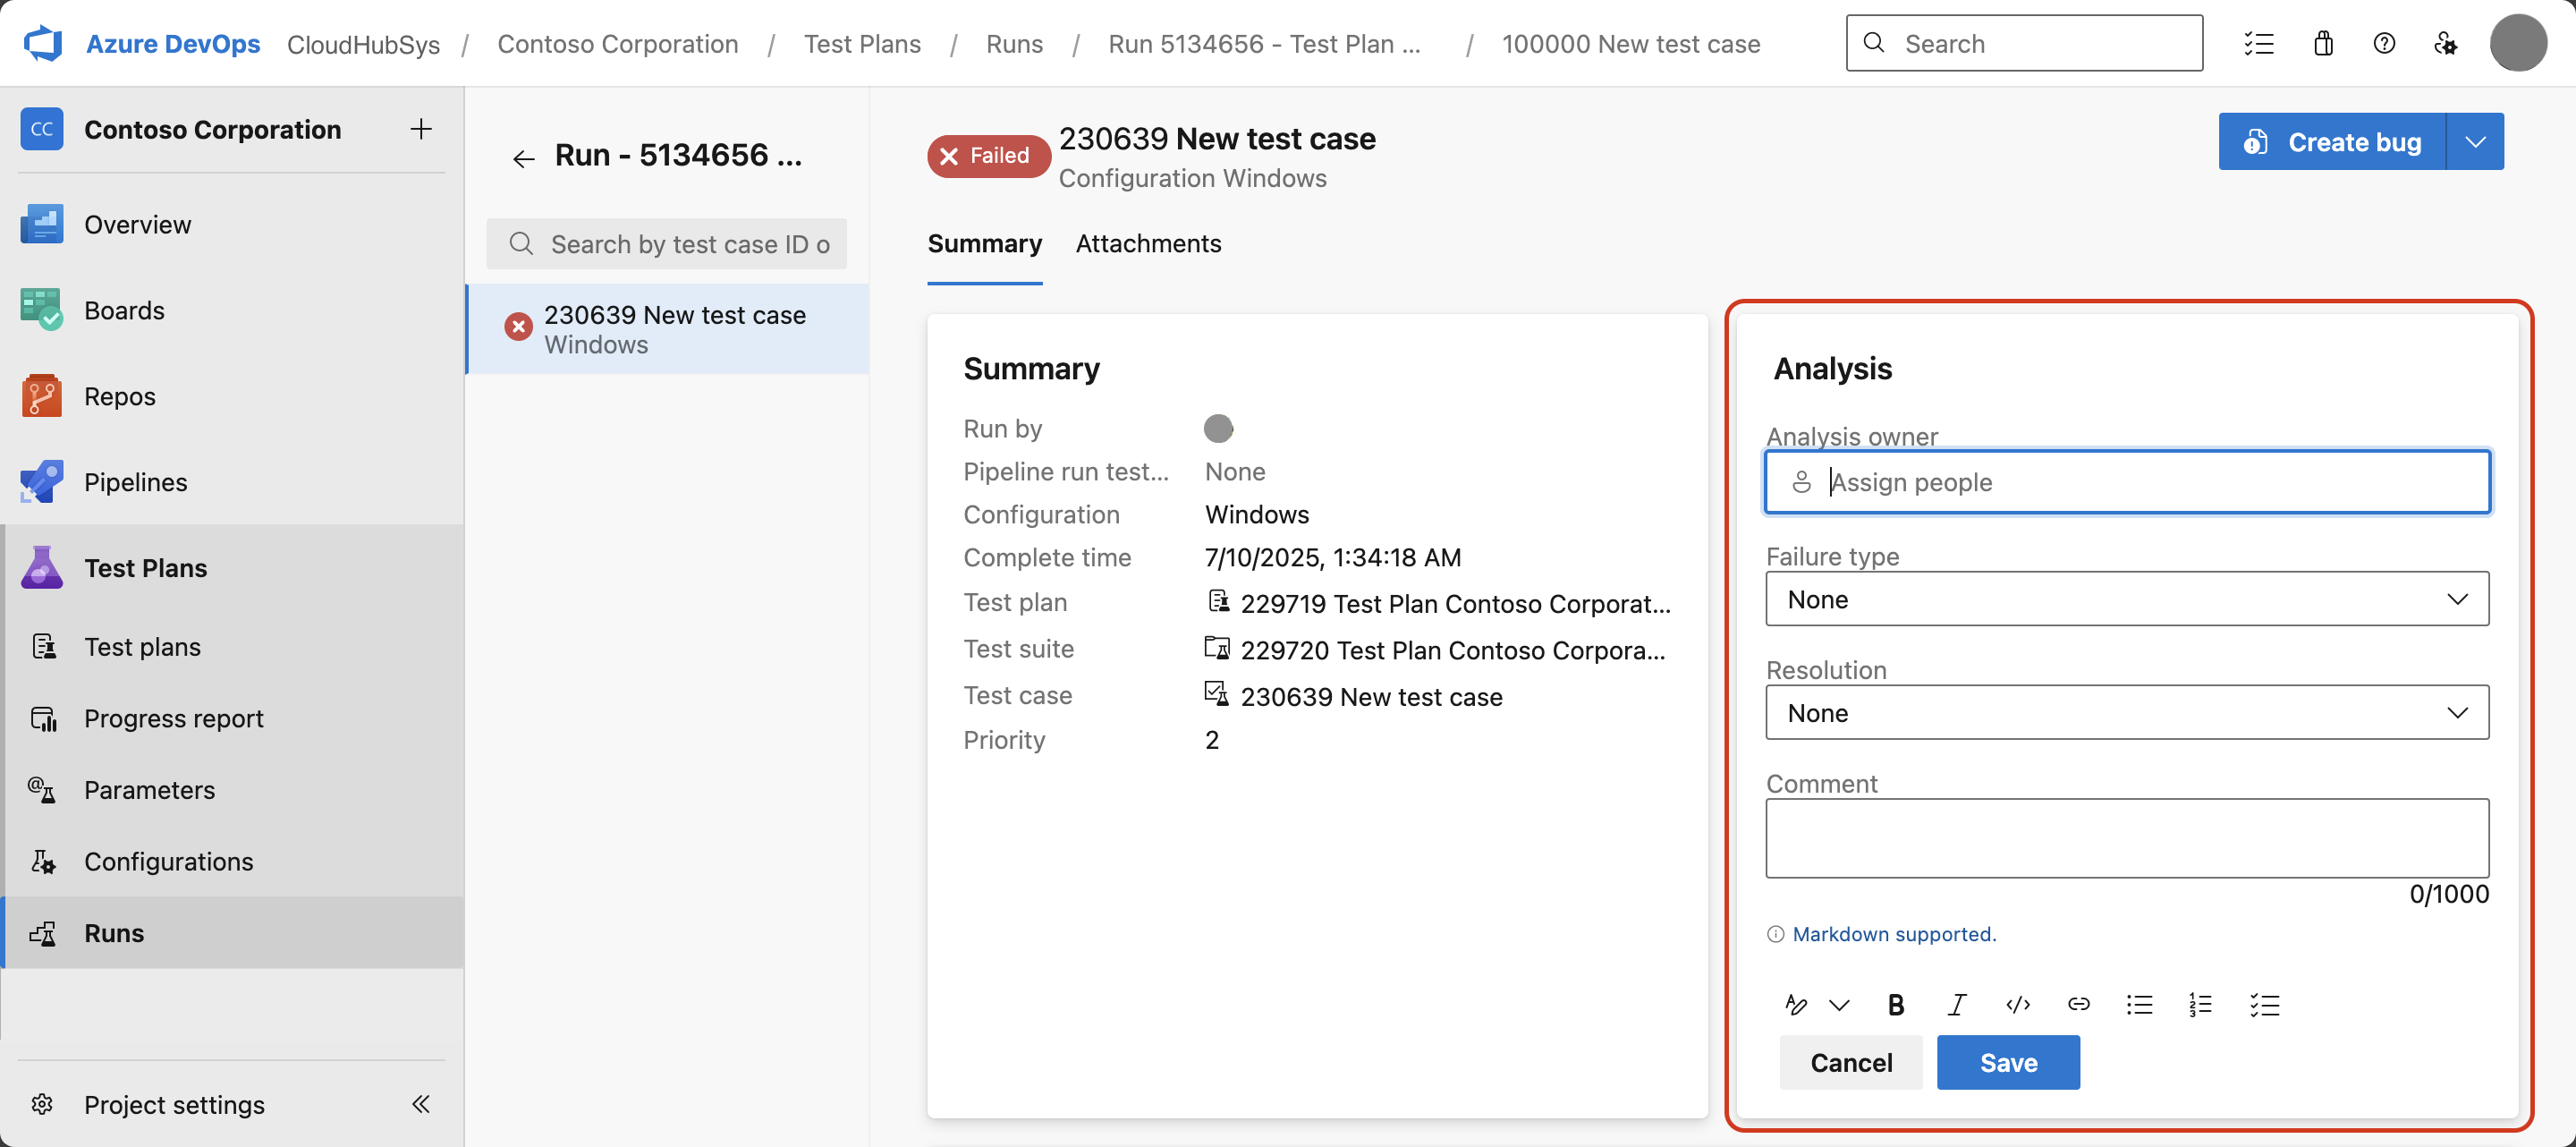 Azure DevOps CloudHubSys / Contoso Corporation / Test Plans / Runs / Run 5134656 - Test Plan ... / 100000 New test case
Search
CC Contoso Corporation
Overview
Boards
Repos
Pipelines
Test Plans
Test plans
Progress report
Parameters
Configurations
Runs
Project settings
Run - 5134656 ...
Search by test case ID o
230639 New test case
Windows
Failed
230639 New test case
Configuration Windows
Create bug
Summary Attachments
Summary
Run by
Pipeline run test... None
Configuration Windows
Complete time 7/10/2025, 1:34:18 AM
Test plan 229719 Test Plan Contoso Corporat...
Test suite 229720 Test Plan Contoso Corpora...
Test case 230639 New test case
Priority 2
Analysis
Analysis owner
Assign people
Failure type
None
Resolution
None
Comment
0/1000
Markdown supported.
Cancel Save